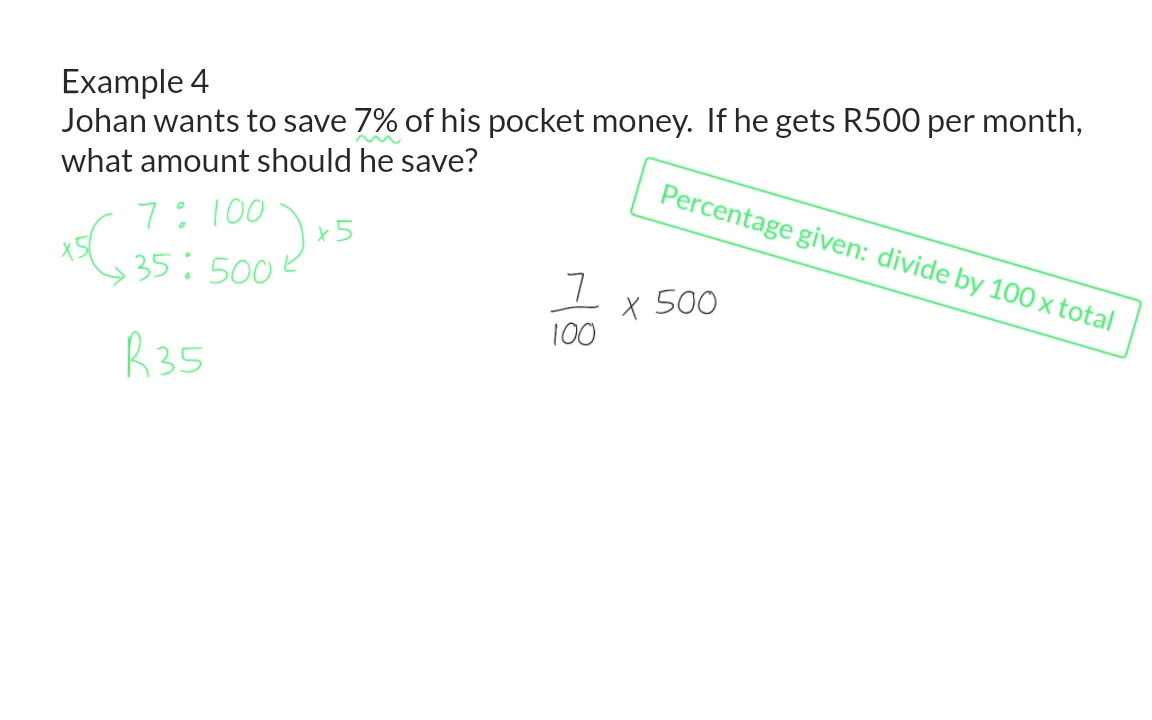 Example 4
Johan wants to save 7% of his pocket money. If he gets R500 per month,
what amount should he save?
Percentage given: divide by 100 x total
7 : 100
x5
x5
35 : 500
R35
7
100
x 500